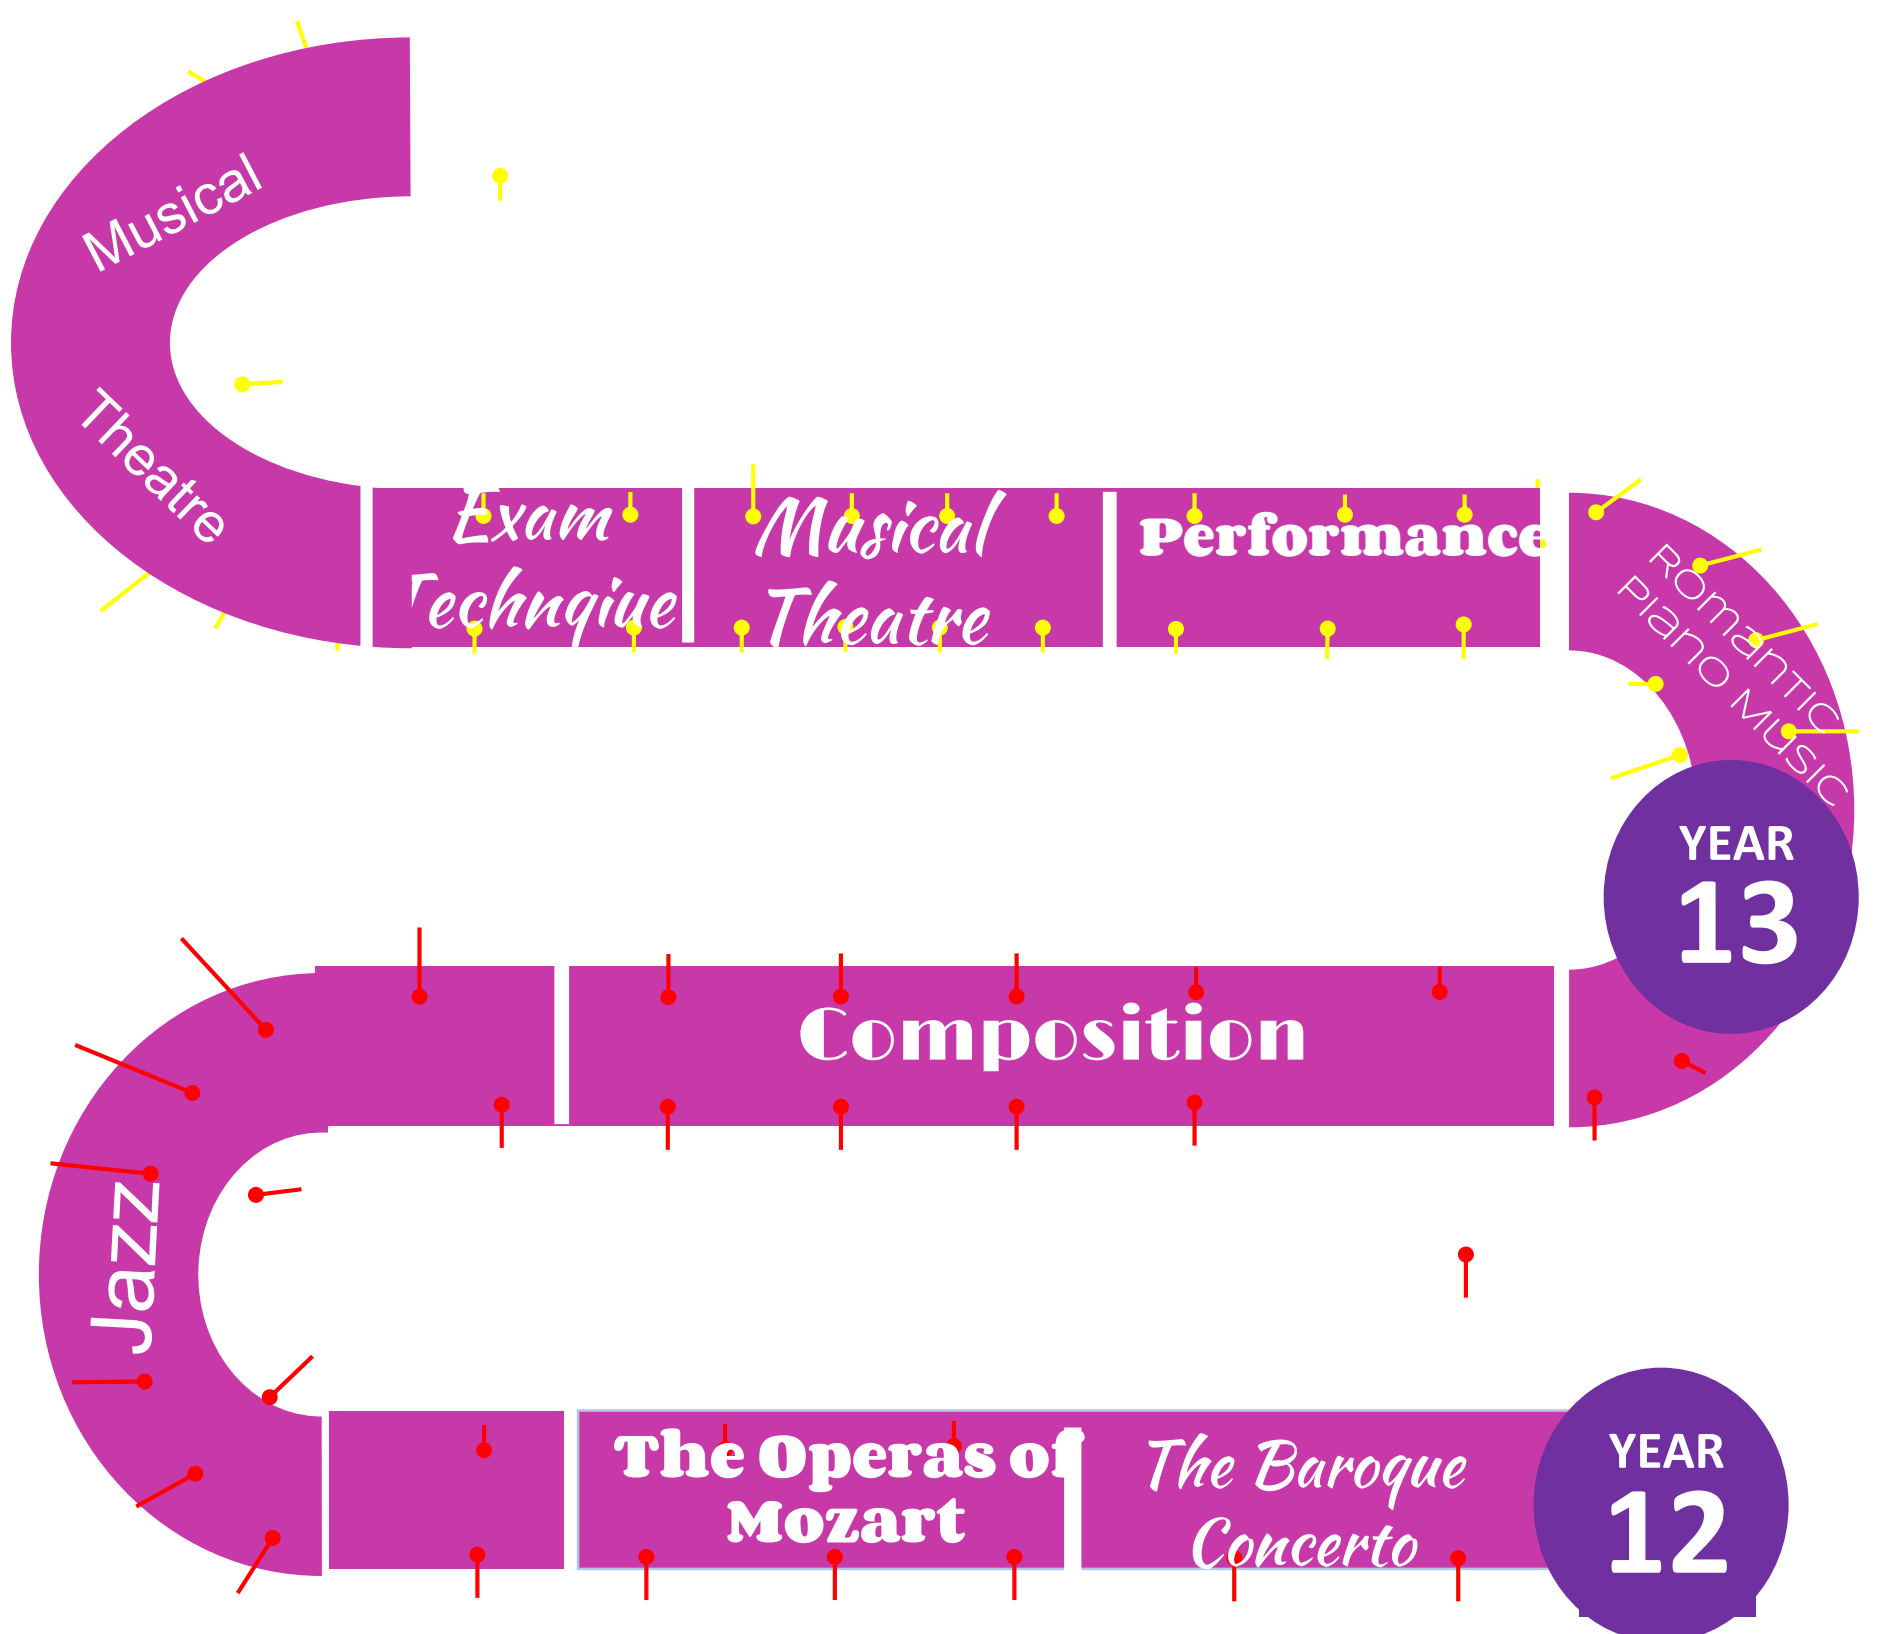 Musical
Theatre
Exam
Technqiue
Musical
Theatre
Performance
Romantic
Piano Music
YEAR
13
Composition
Jazz
The Operas of
Mozart
The Baroque
Concerto
YEAR
12